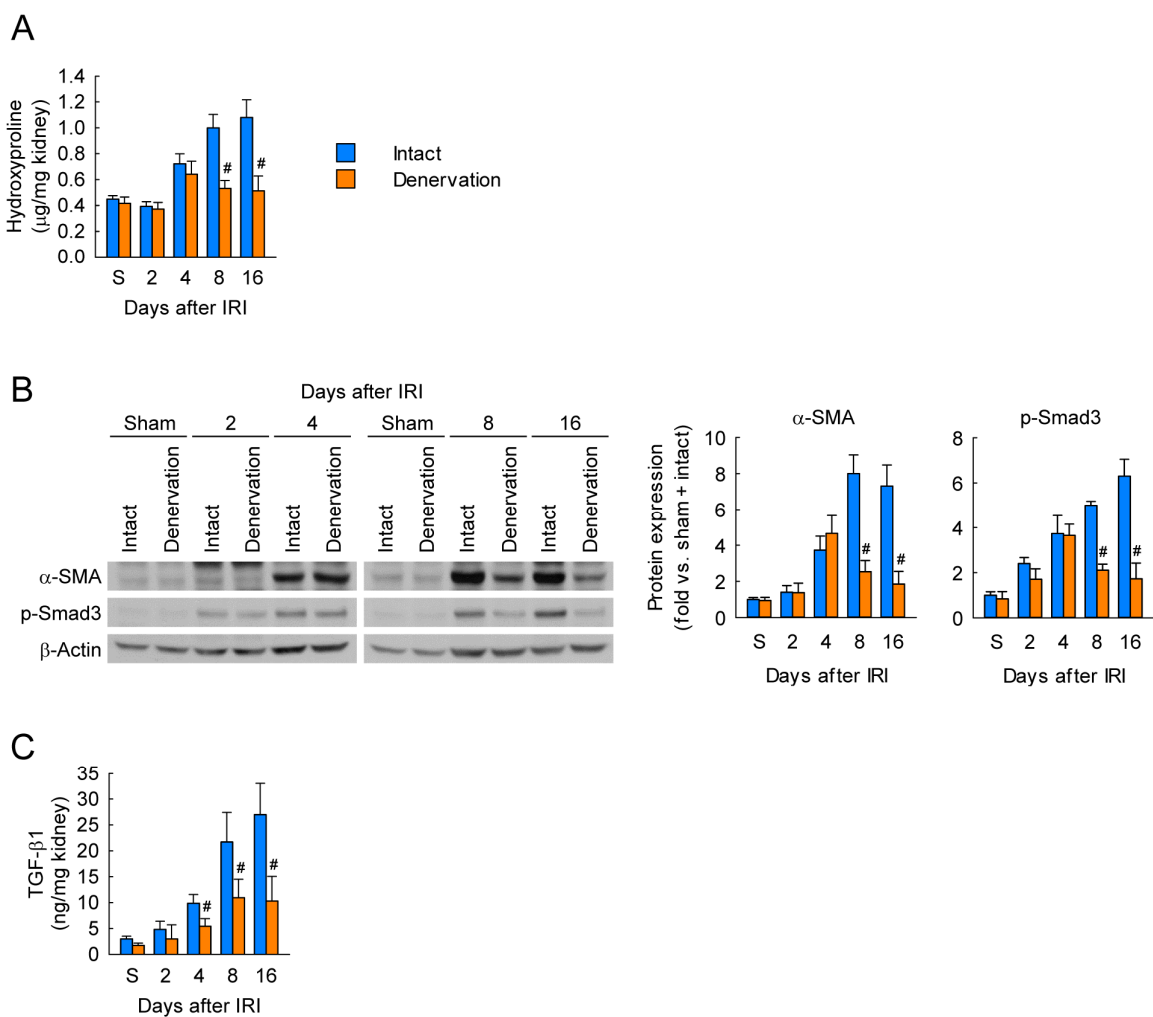 A
Hydroxyproline
(μg/mg kidney)
1.4
1.2
1.0
0.8
0.6
0.4
0.2
0.0
# #
S 2 4 8 16
Days after IRI
Intact
Denervation
B
Days after IRI
Sham 2 4 Sham 8 16
Intact Denervation Intact Denervation Intact Denervation Intact Denervation Intact Denervation Intact Denervation
α-SMA
p-Smad3
β-Actin
Protein expression
(fold vs. sham + intact)
α-SMA
10
8
6
4
2
0
# #
S 2 4 8 16
Days after IRI
p-Smad3
8
6
4
2
0
# #
S 2 4 8 16
Days after IRI
C
TGF-β1
(ng/mg kidney)
35
30
25
20
15
10
5
0
# # #
S 2 4 8 16
Days after IRI